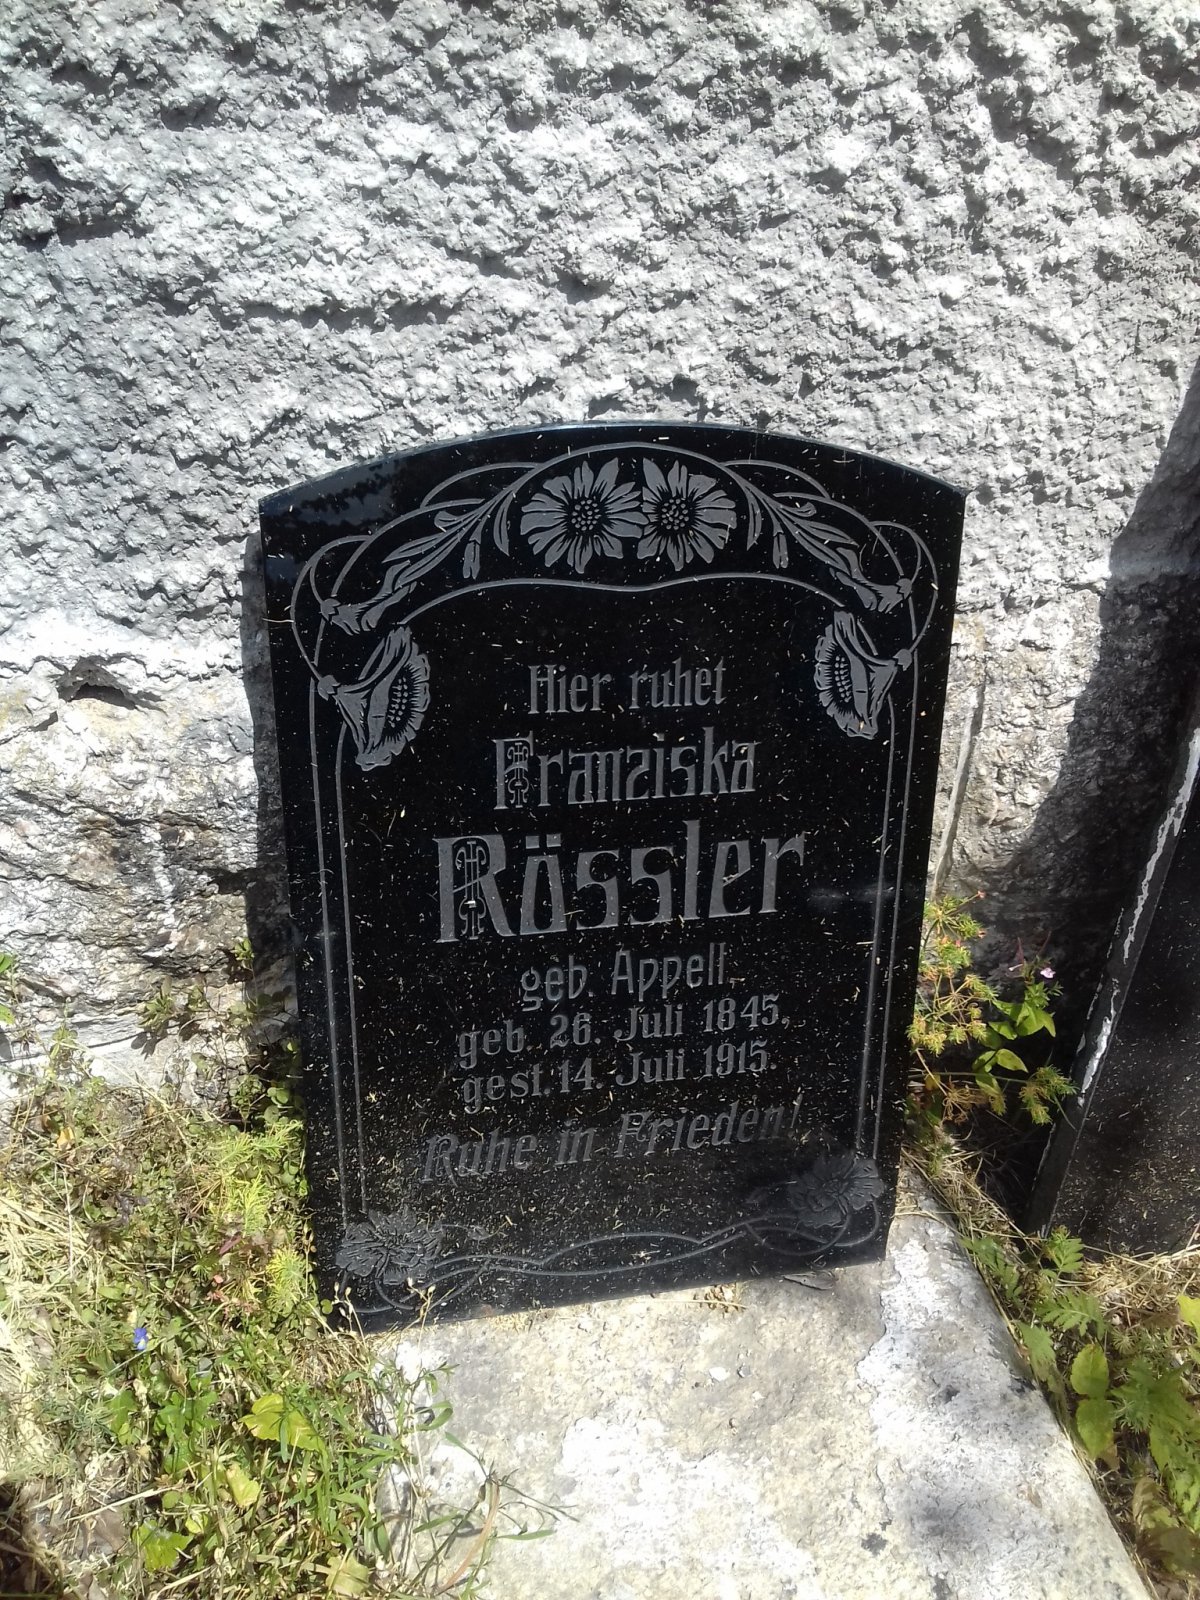 Hier ruhet
Franziska
Rössler
geb. Appell
geb. 26. Juli 1845,
gest. 14. Juli 1915.
Ruhe in Frieden!